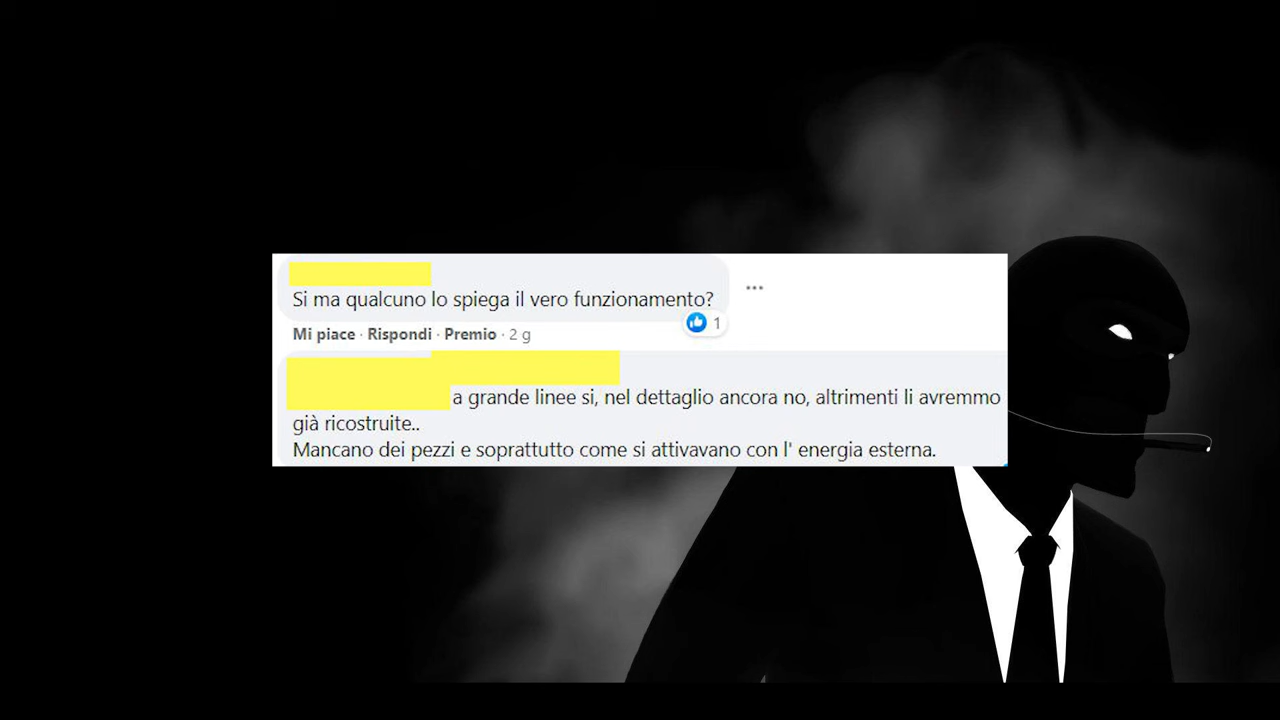 Si ma qualcuno lo spiega il vero funzionamento?
Mi piace · Rispondi · Premio · 2 g
1
a grande linee si, nel dettaglio ancora no, altrimenti li avremmo
già ricostruite..
Mancano dei pezzi e soprattutto come si attivavano con l' energia esterna.